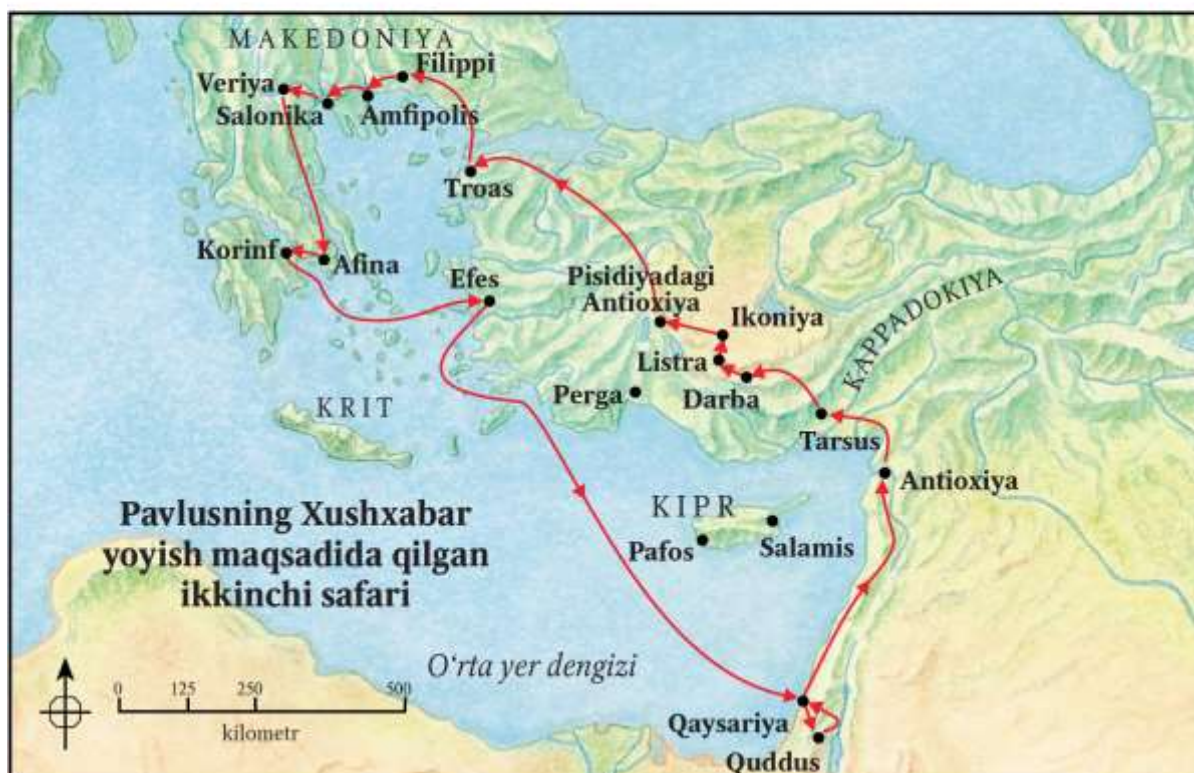 MAKEDONIYA
Filippi
Veriya
Salonika
Amfipolis
Troas
Korinf
Afina
Efes
Pisidiyadagi
Antioxiya
Ikoniya
KAPPADOKIYA
Listra
Perga
Darba
KRIT
Tarsus
Antioxiya
KIPR
Pafos
Salamis
Pavlusning Xushxabar
yoyish maqsadida qilgan
ikkinchi safari
O‘rta yer dengizi
0 125 250 500
kilometr
Qaysariya
Quddus